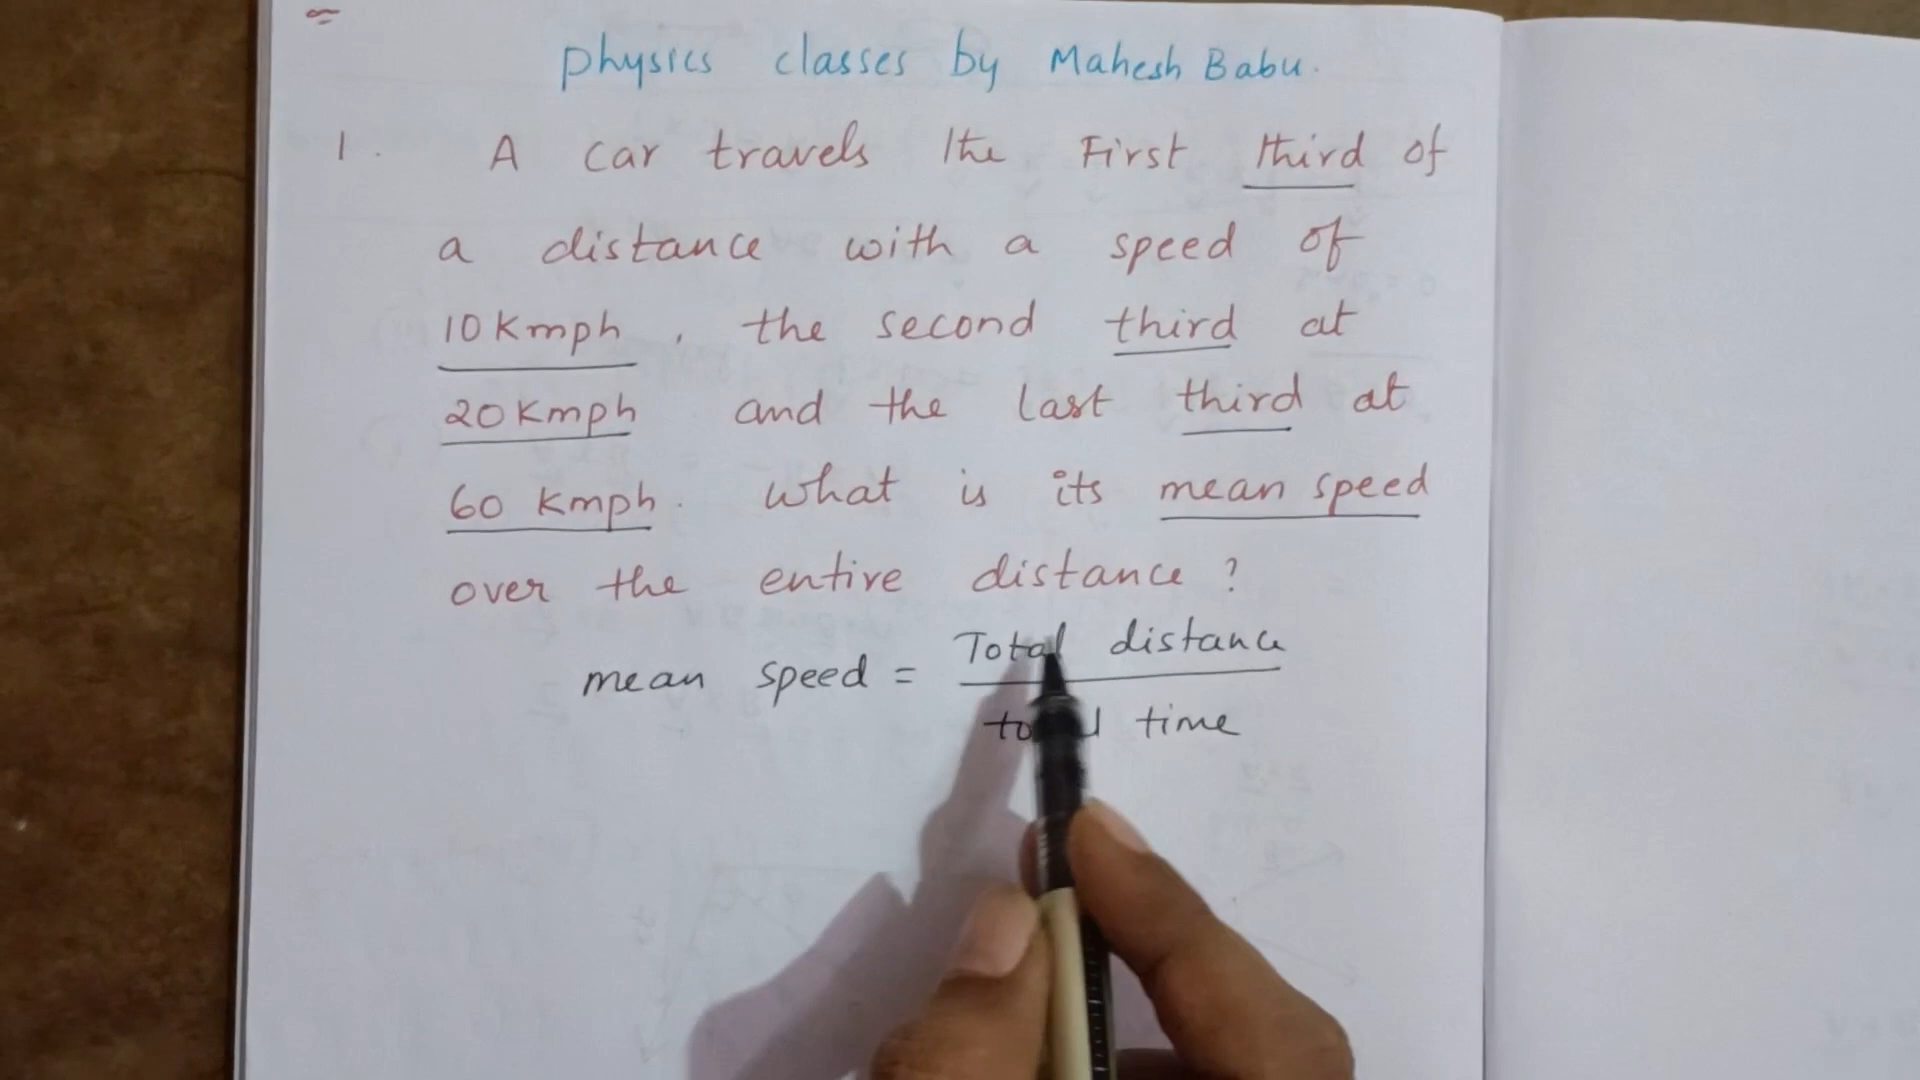 physics classes by Mahesh Babu.
1. A car travels the First third of
a distance with a speed of
10 Kmph, the second third at
20 Kmph and the last third at
60 Kmph. What is its mean speed
over the entire distance?
mean speed = Total distance
time